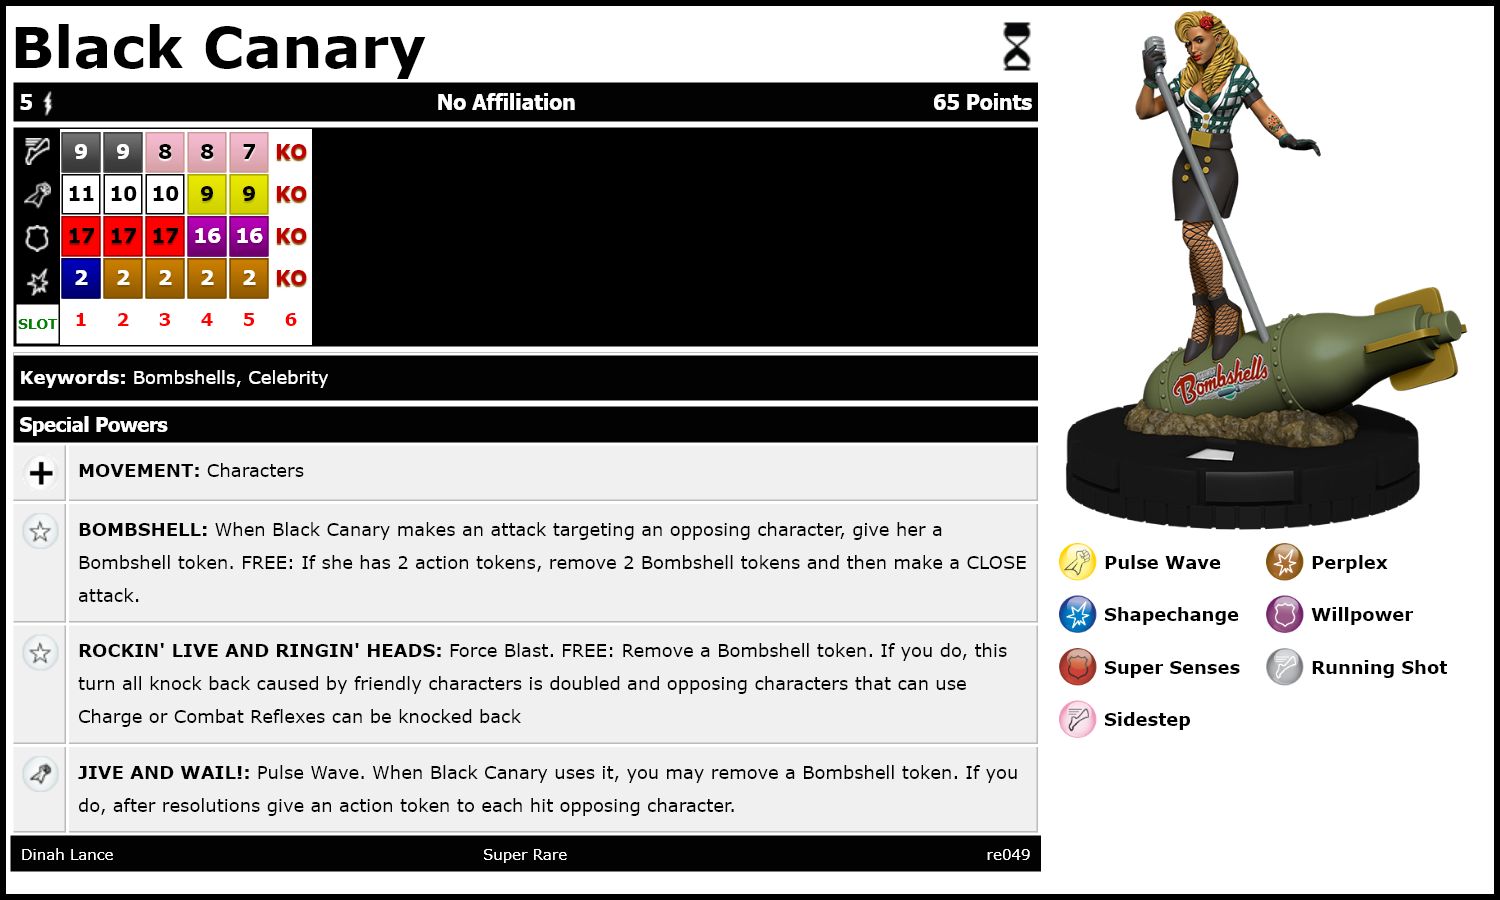 Black Canary
5 No Affiliation 65 Points
9 9 8 8 7 KO
11 10 10 9 9 KO
17 17 17 16 16 KO
2 2 2 2 2 KO
SLOT 1 2 3 4 5 6
Keywords: Bombshells, Celebrity
Special Powers
MOVEMENT: Characters
BOMBSHELL: When Black Canary makes an attack targeting an opposing character, give her a
Bombshell token. FREE: If she has 2 action tokens, remove 2 Bombshell tokens and then make a CLOSE
attack.
ROCKIN' LIVE AND RINGIN' HEADS: Force Blast. FREE: Remove a Bombshell token. If you do, this
turn all knock back caused by friendly characters is doubled and opposing characters that can use
Charge or Combat Reflexes can be knocked back
JIVE AND WAIL!: Pulse Wave. When Black Canary uses it, you may remove a Bombshell token. If you
do, after resolutions give an action token to each hit opposing character.
Dinah Lance Super Rare re049
Bombshells
Pulse Wave Perplex
Shapechange Willpower
Super Senses Running Shot
Sidestep